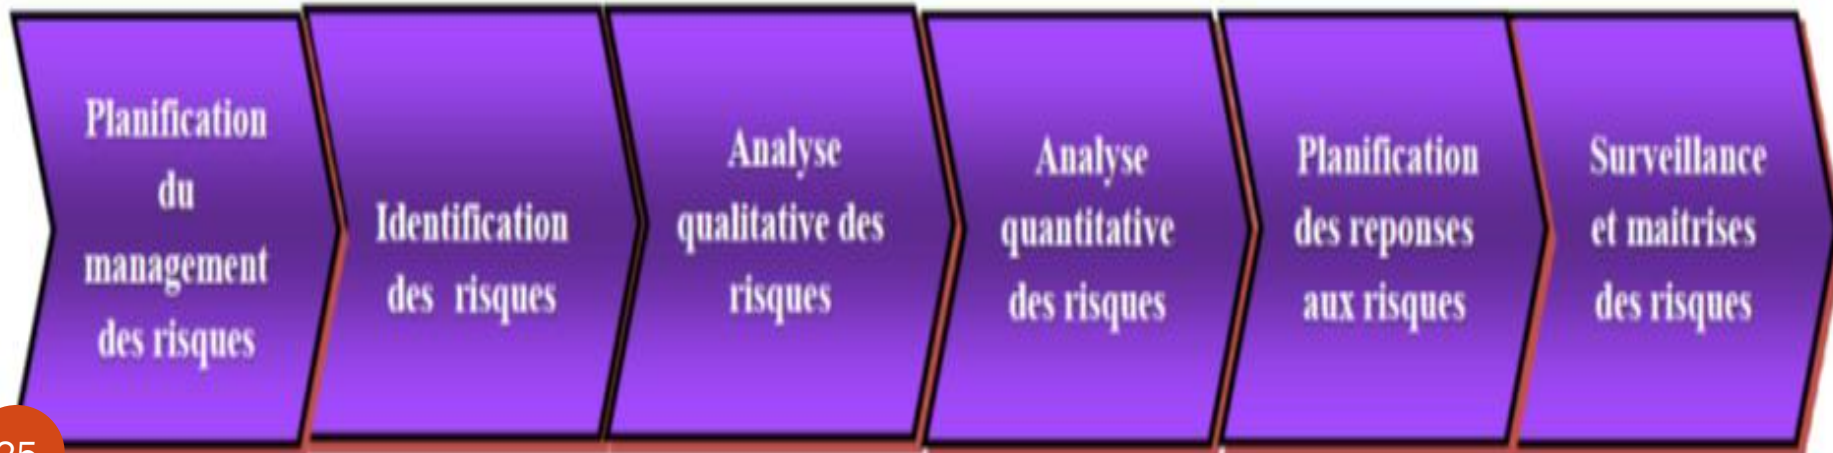 Planification
du
management
des risques
Identification
des risques
Analyse
qualitative des
risques
Analyse
quantitative
des risques
Planification
des reponses
aux risques
Surveillance
et maitrises
des risques